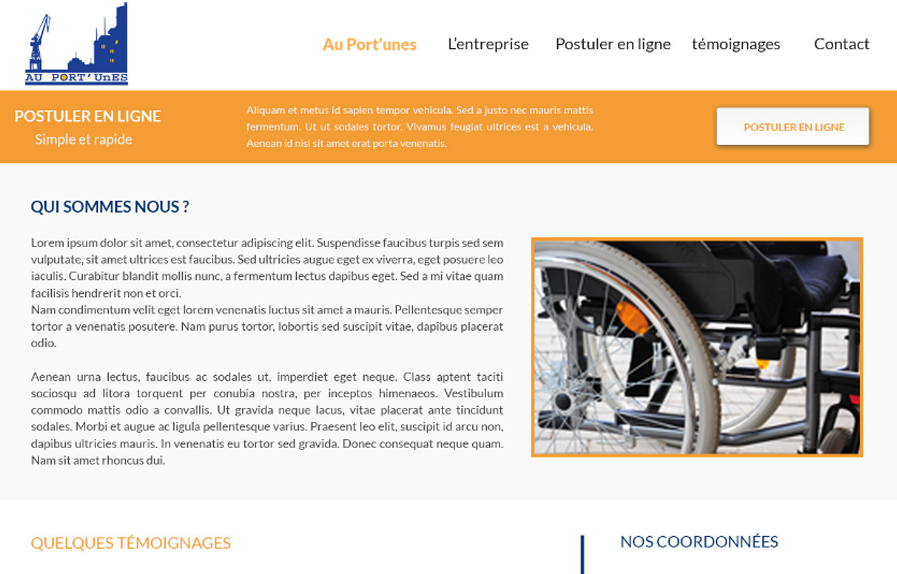 AU PORT'UnES
Au Port'unes
L'entreprise
Postuler en ligne
témoignages
Contact
POSTULER EN LIGNE
Simple et rapide
Aliquam et metus id sapien tempor vehicula. Sed a justo nec mauris mattis
fermentum. Ut ut sodales tortor. Vivamus feugiat ultrices est a vehicula.
Aenean id nisl sit amet erat porta venenatis.
POSTULER EN LIGNE
QUI SOMMES NOUS ?
Lorem ipsum dolor sit amet, consectetur adipiscing elit. Suspendisse faucibus turpis sed sem
vulputate, sit amet ultrices est faucibus. Sed ultricies augue eget ex viverra, eget posuere leo
iaculis. Curabitur blandit mollis nunc, a fermentum lectus dapibus eget. Sed a mi vitae quam
facilisis hendrerit non et orci.
Nam condimentum velit eget lorem venenatis luctus sit amet a mauris. Pellentesque semper
tortor a venenatis posutere. Nam purus tortor, lobortis sed suscipit vitae, dapibus placerat
odio.
Aenean urna lectus, faucibus ac sodales ut, imperdiet eget neque. Class aptent taciti
sociosqu ad litora torquent per conubia nostra, per inceptos himenaeos. Vestibulum
commodo mattis odio a convallis. Ut gravida neque lacus, vitae placerat ante tincidunt
sodales. Morbi et augue ac ligula pellentesque varius. Praesent leo elit, suscipit id arcu non,
dapibus ultricies mauris. In venenatis eu tortor sed gravida. Donec consequat neque quam.
Nam sit amet rhoncus dui.
QUELQUES TÉMOIGNAGES
NOS COORDONNÉES